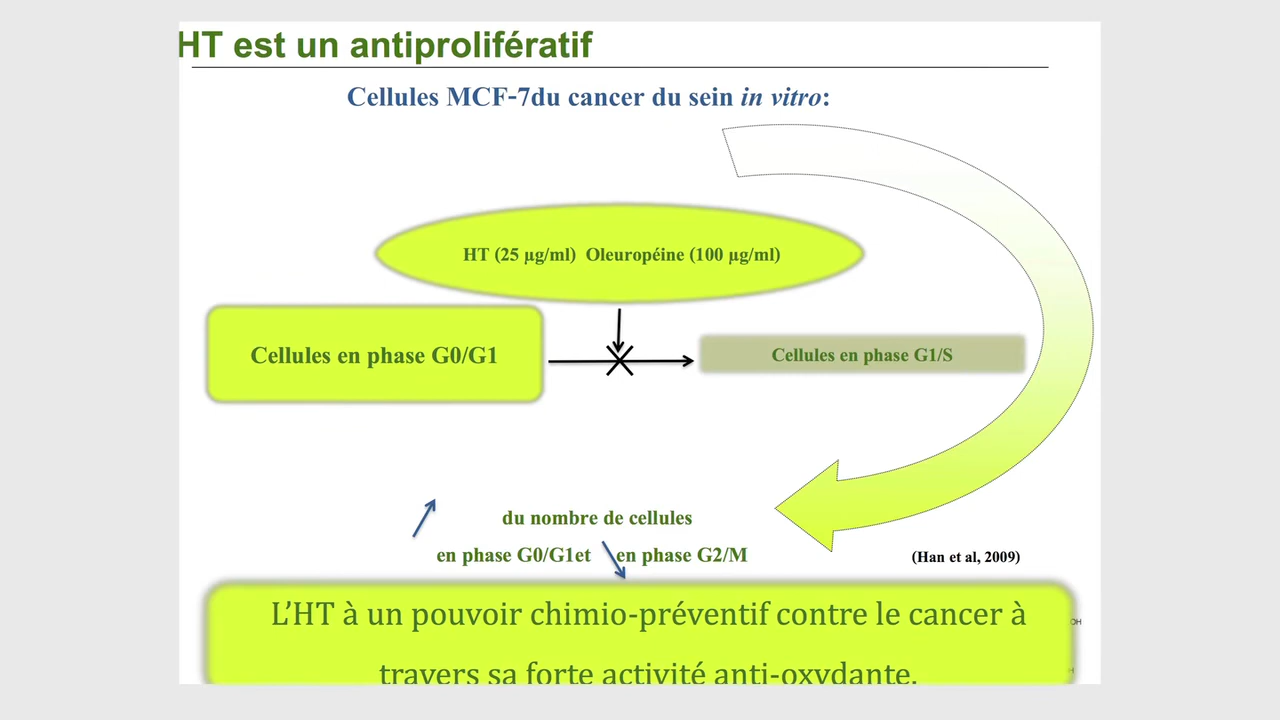 HT est un antiprolifératif
Cellules MCF-7du cancer du sein in vitro:
HT (25 µg/ml) Oleuropéine (100 µg/ml)
Cellules en phase G0/G1
Cellules en phase G1/S
du nombre de cellules
en phase G0/G1et en phase G2/M
(Han et al, 2009)
L’HT à un pouvoir chimio-préventif contre le cancer à
OH
travers sa forte activité anti-oxydante.
H